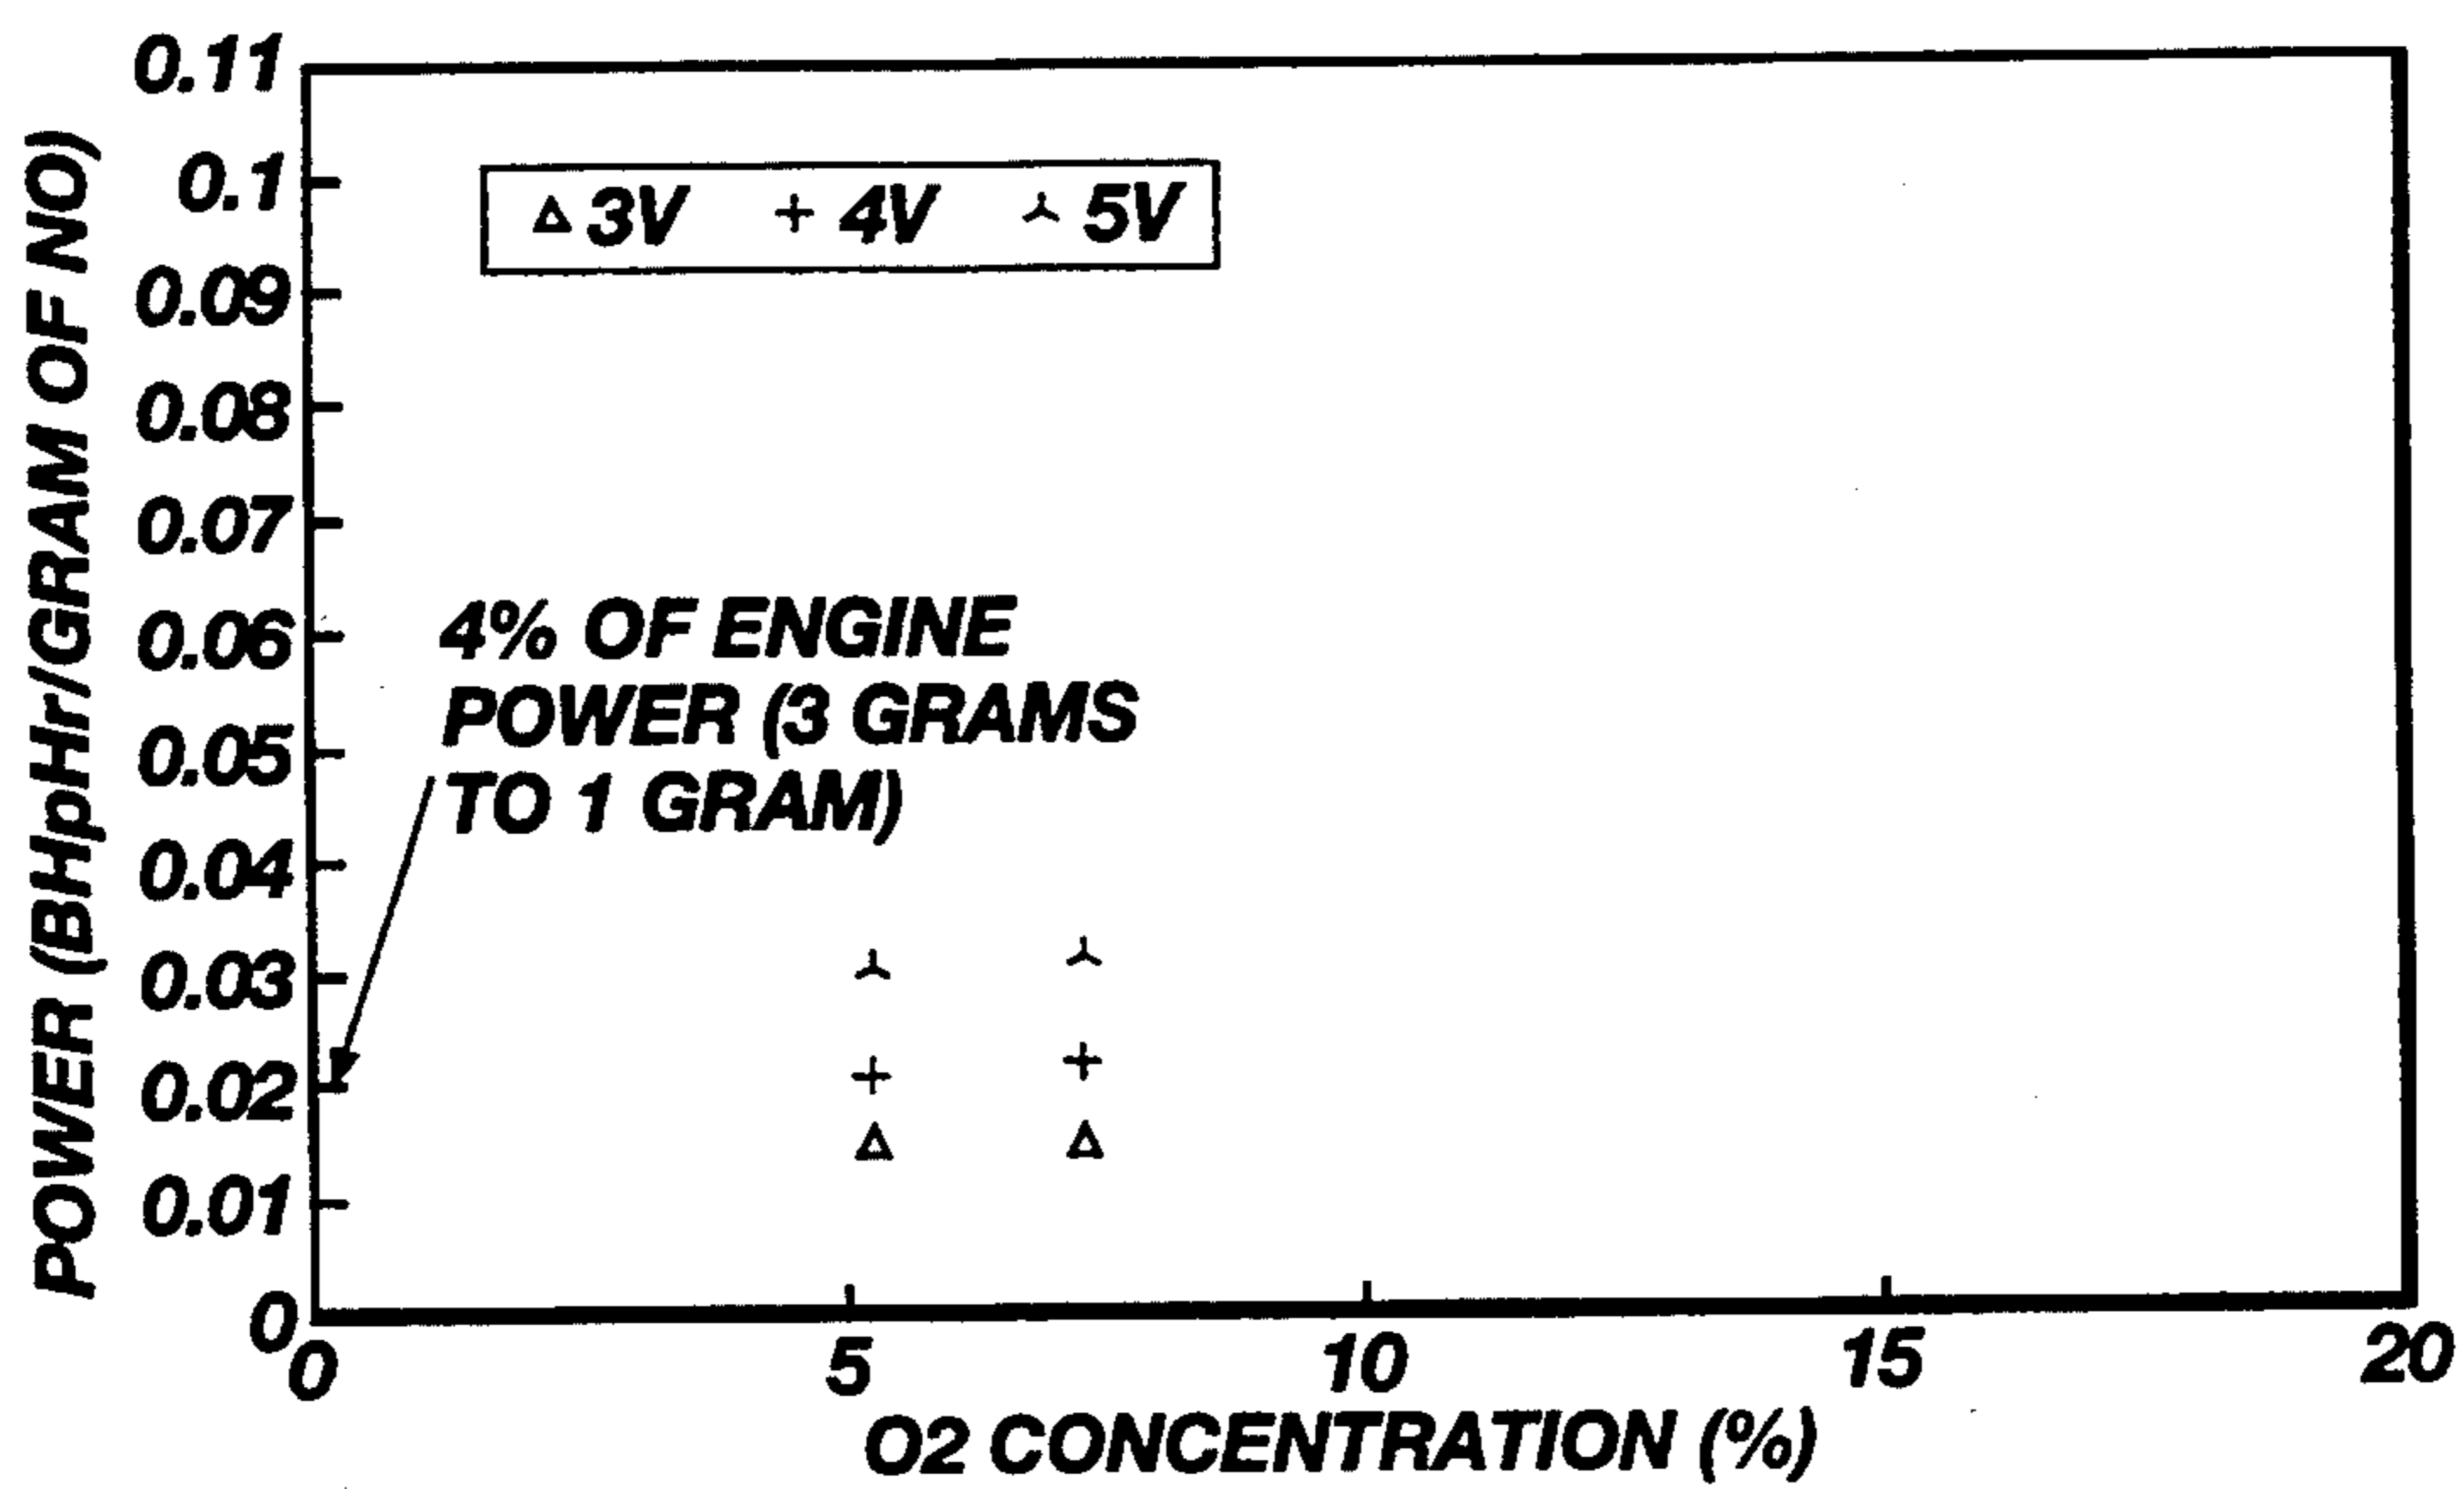 POWER (BHpHr/GRAM OF NO)
0.11
0.1
0.09
0.08
0.07
0.06
0.05
0.04
0.03
0.02
0.01
0
3V 4V 5V
4% OF ENGINE
POWER (3 GRAMS
TO 1 GRAM)
0 5 10 15 20
O2 CONCENTRATION (%)